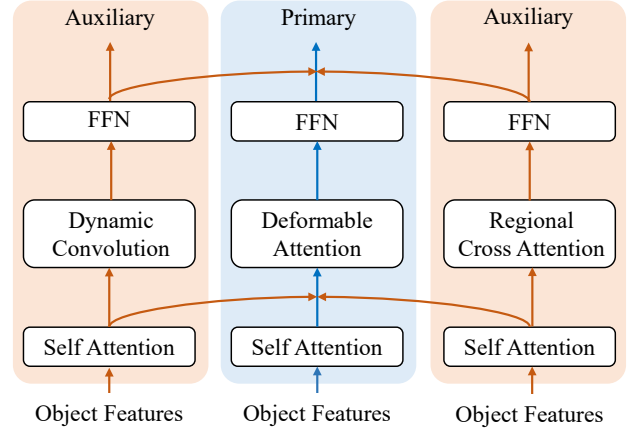 Auxiliary
Primary
Auxiliary
FFN
FFN
FFN
Dynamic
Convolution
Deformable
Attention
Regional
Cross Attention
Self Attention
Self Attention
Self Attention
Object Features
Object Features
Object Features